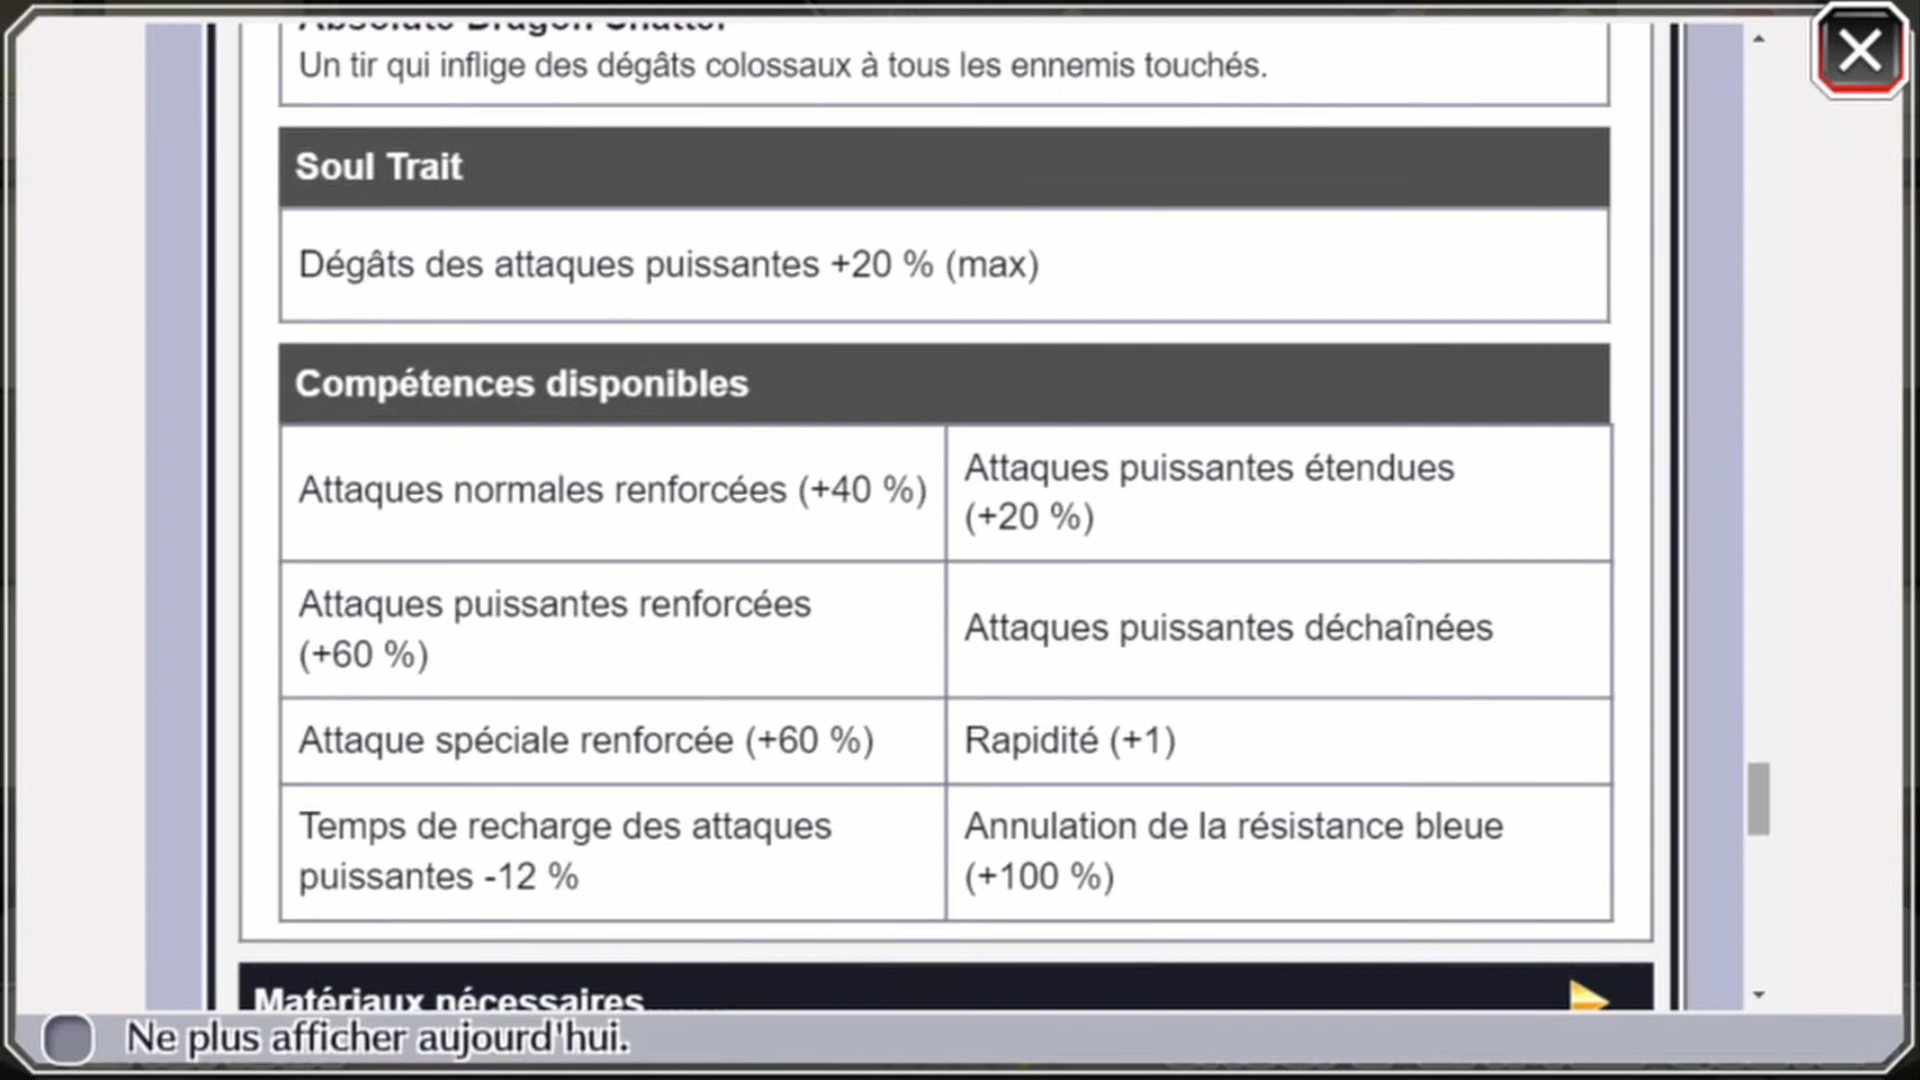 Absolute Dragon Shatter
Un tir qui inflige des dégâts colossaux à tous les ennemis touchés.
Soul Trait
Dégâts des attaques puissantes +20 % (max)
Compétences disponibles
Attaques normales renforcées (+40 %)
Attaques puissantes étendues
(+20 %)
Attaques puissantes renforcées
(+60 %)
Attaques puissantes déchaînées
Attaque spéciale renforcée (+60 %)
Rapidité (+1)
Temps de recharge des attaques
puissantes -12 %
Annulation de la résistance bleue
(+100 %)
Matériaux nécessaires
Ne plus afficher aujourd'hui.